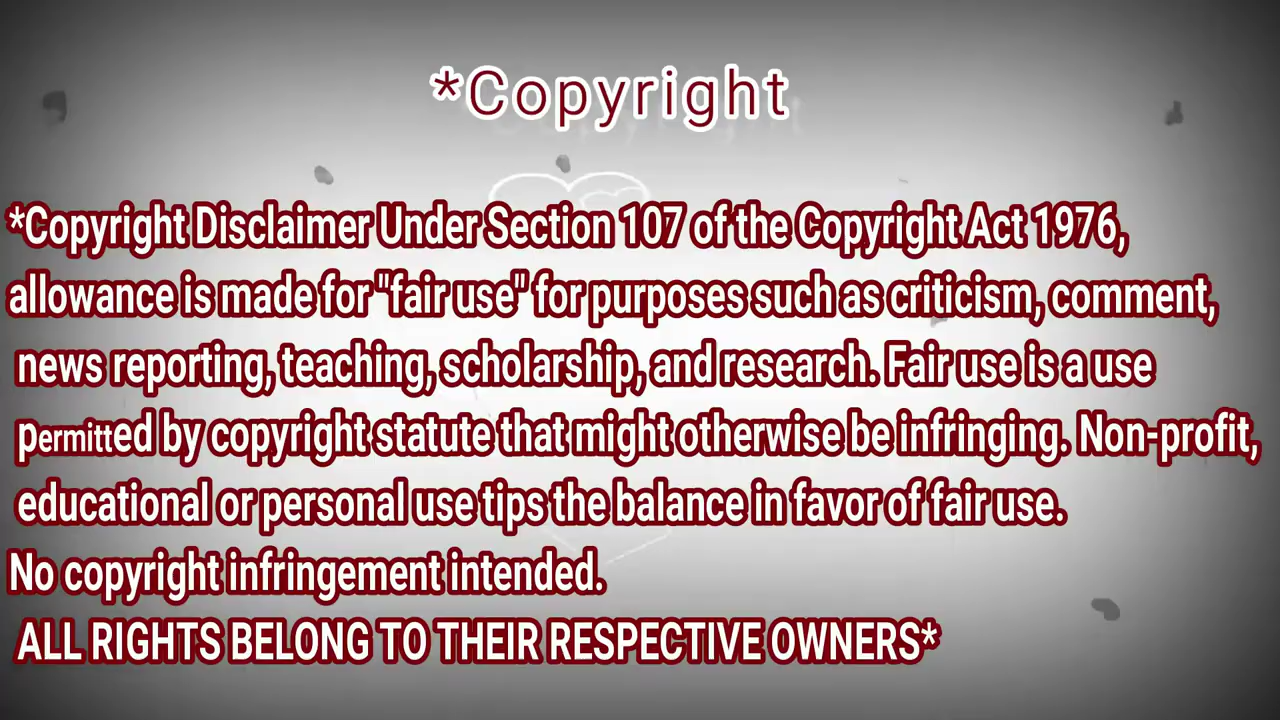 *Copyright
*Copyright Disclaimer Under Section 107 of the Copyright Act 1976,
allowance is made for "fair use" for purposes such as criticism, comment,
news reporting, teaching, scholarship, and research. Fair use is a use
permitted by copyright statute that might otherwise be infringing. Non-profit,
educational or personal use tips the balance in favor of fair use.
No copyright infringement intended.
ALL RIGHTS BELONG TO THEIR RESPECTIVE OWNERS*